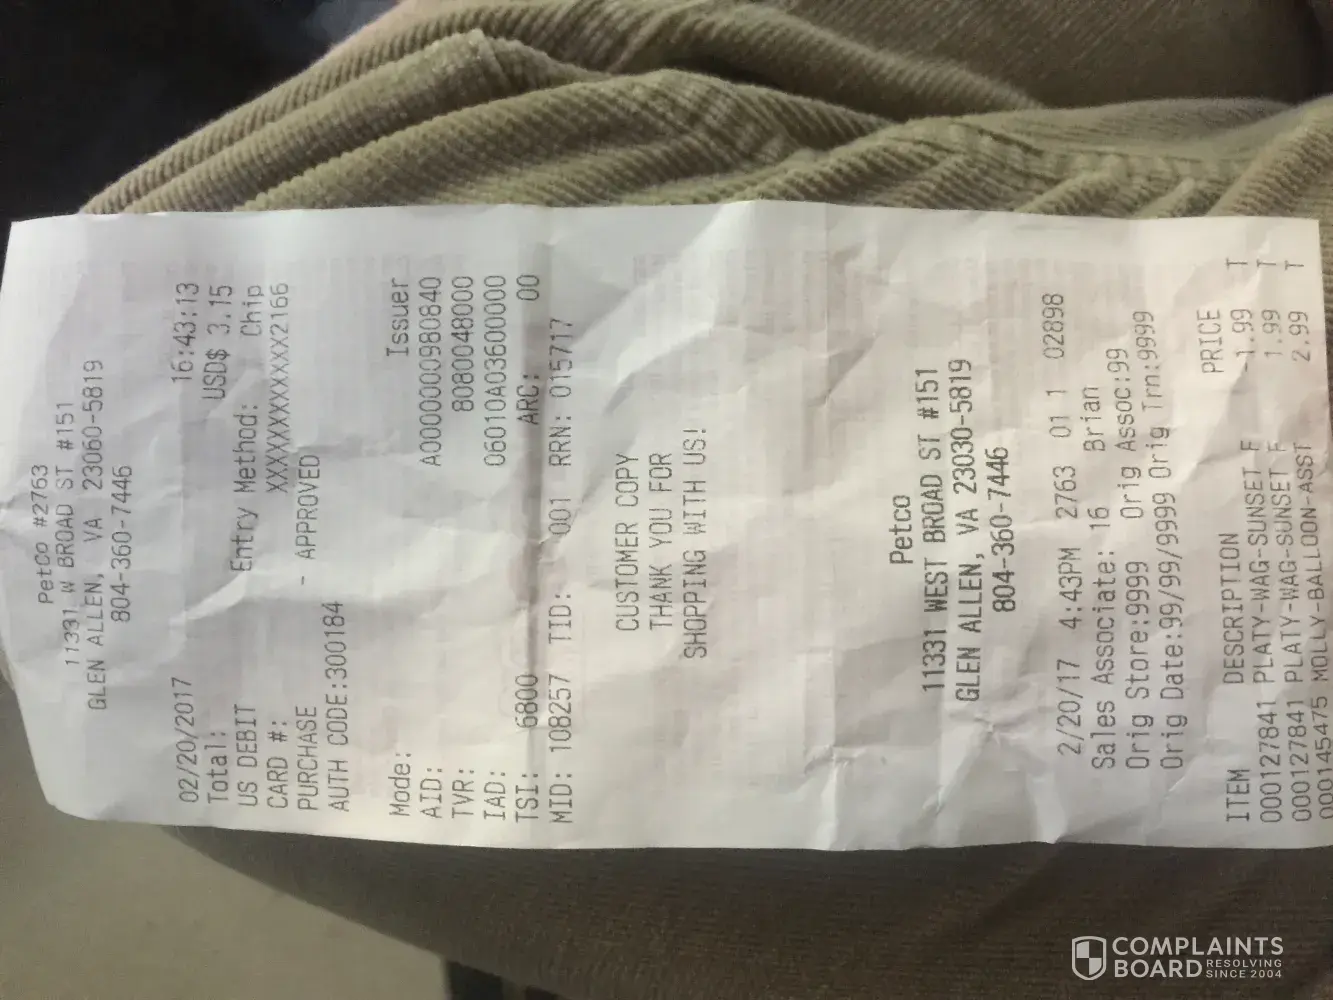 Petco #2763
11331 W BROAD ST #151
GLEN ALLEN, VA 23060-5819
804-360-7446
02/20/2017 16:43:13
Total: USD$ 3.15
US DEBIT Entry Method: Chip
CARD #: XXXXXXXXXXXX2166
PURCHASE - APPROVED
AUTH CODE:300184
Mode: Issuer
AID: A0000000980840
TVR: 8080048000
IAD: 06010A03600000
TSI: 6800 ARC: 00
MID: 108257 TID: 001 RRN: 015717
CUSTOMER COPY
THANK YOU FOR
SHOPPING WITH US!
Petco
11331 WEST BROAD ST #151
GLEN ALLEN, VA 23030-5819
804-360-7446
2/20/17 4:43PM 2763 01 1 02898
Sales Associate: 16 Brian
Orig Store:9999 Orig Assoc:99
Orig Date:99/99/9999 Orig Trn:9999
ITEM DESCRIPTION PRICE
000127841 PLATY-WAG-SUNSET F -1.99 T
000127841 PLATY-WAG-SUNSET F 1.99 T
000145475 MOLLY-BALLOON-ASST 2.99 T
COMPLAINTS
BOARD RESOLVING
SINCE 2004